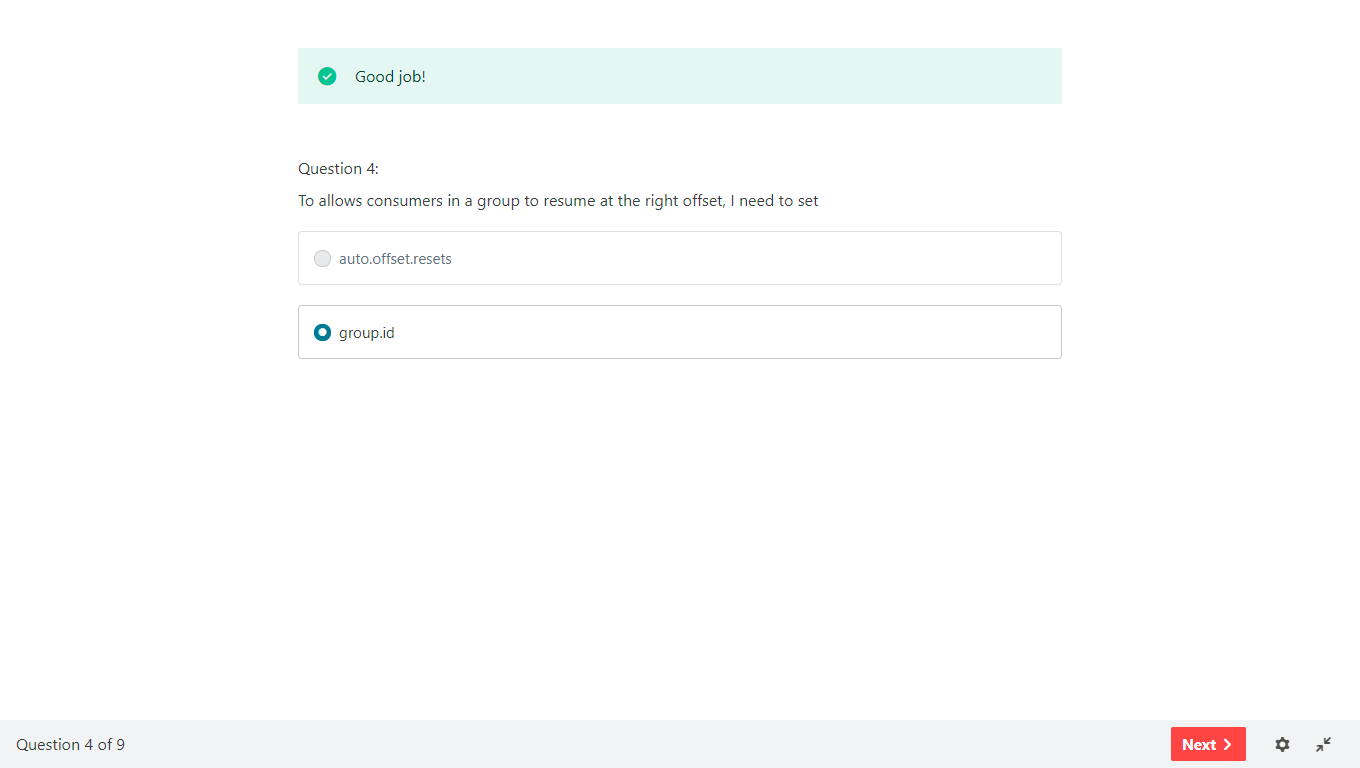 Good job!
Question 4:
To allows consumers in a group to resume at the right offset, I need to set
auto.offset.resets
group.id
Question 4 of 9
Next